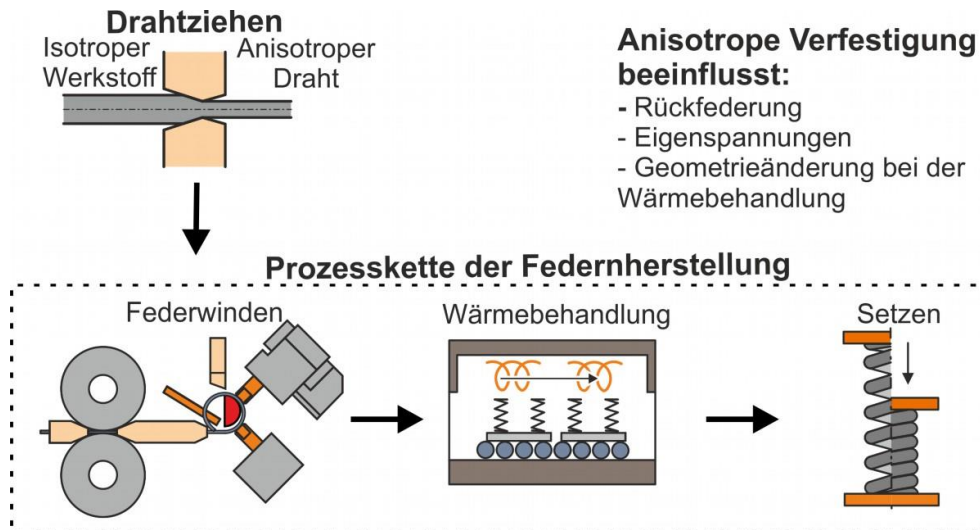 Drahtziehen
Isotroper
Werkstoff
Anisotroper
Draht
Anisotrope Verfestigung
beeinflusst:
- Rückfederung
- Eigenspannungen
- Geometrieänderung bei der
Wärmebehandlung
Prozesskette der Federnherstellung
Federwinden
Wärmebehandlung
Setzen